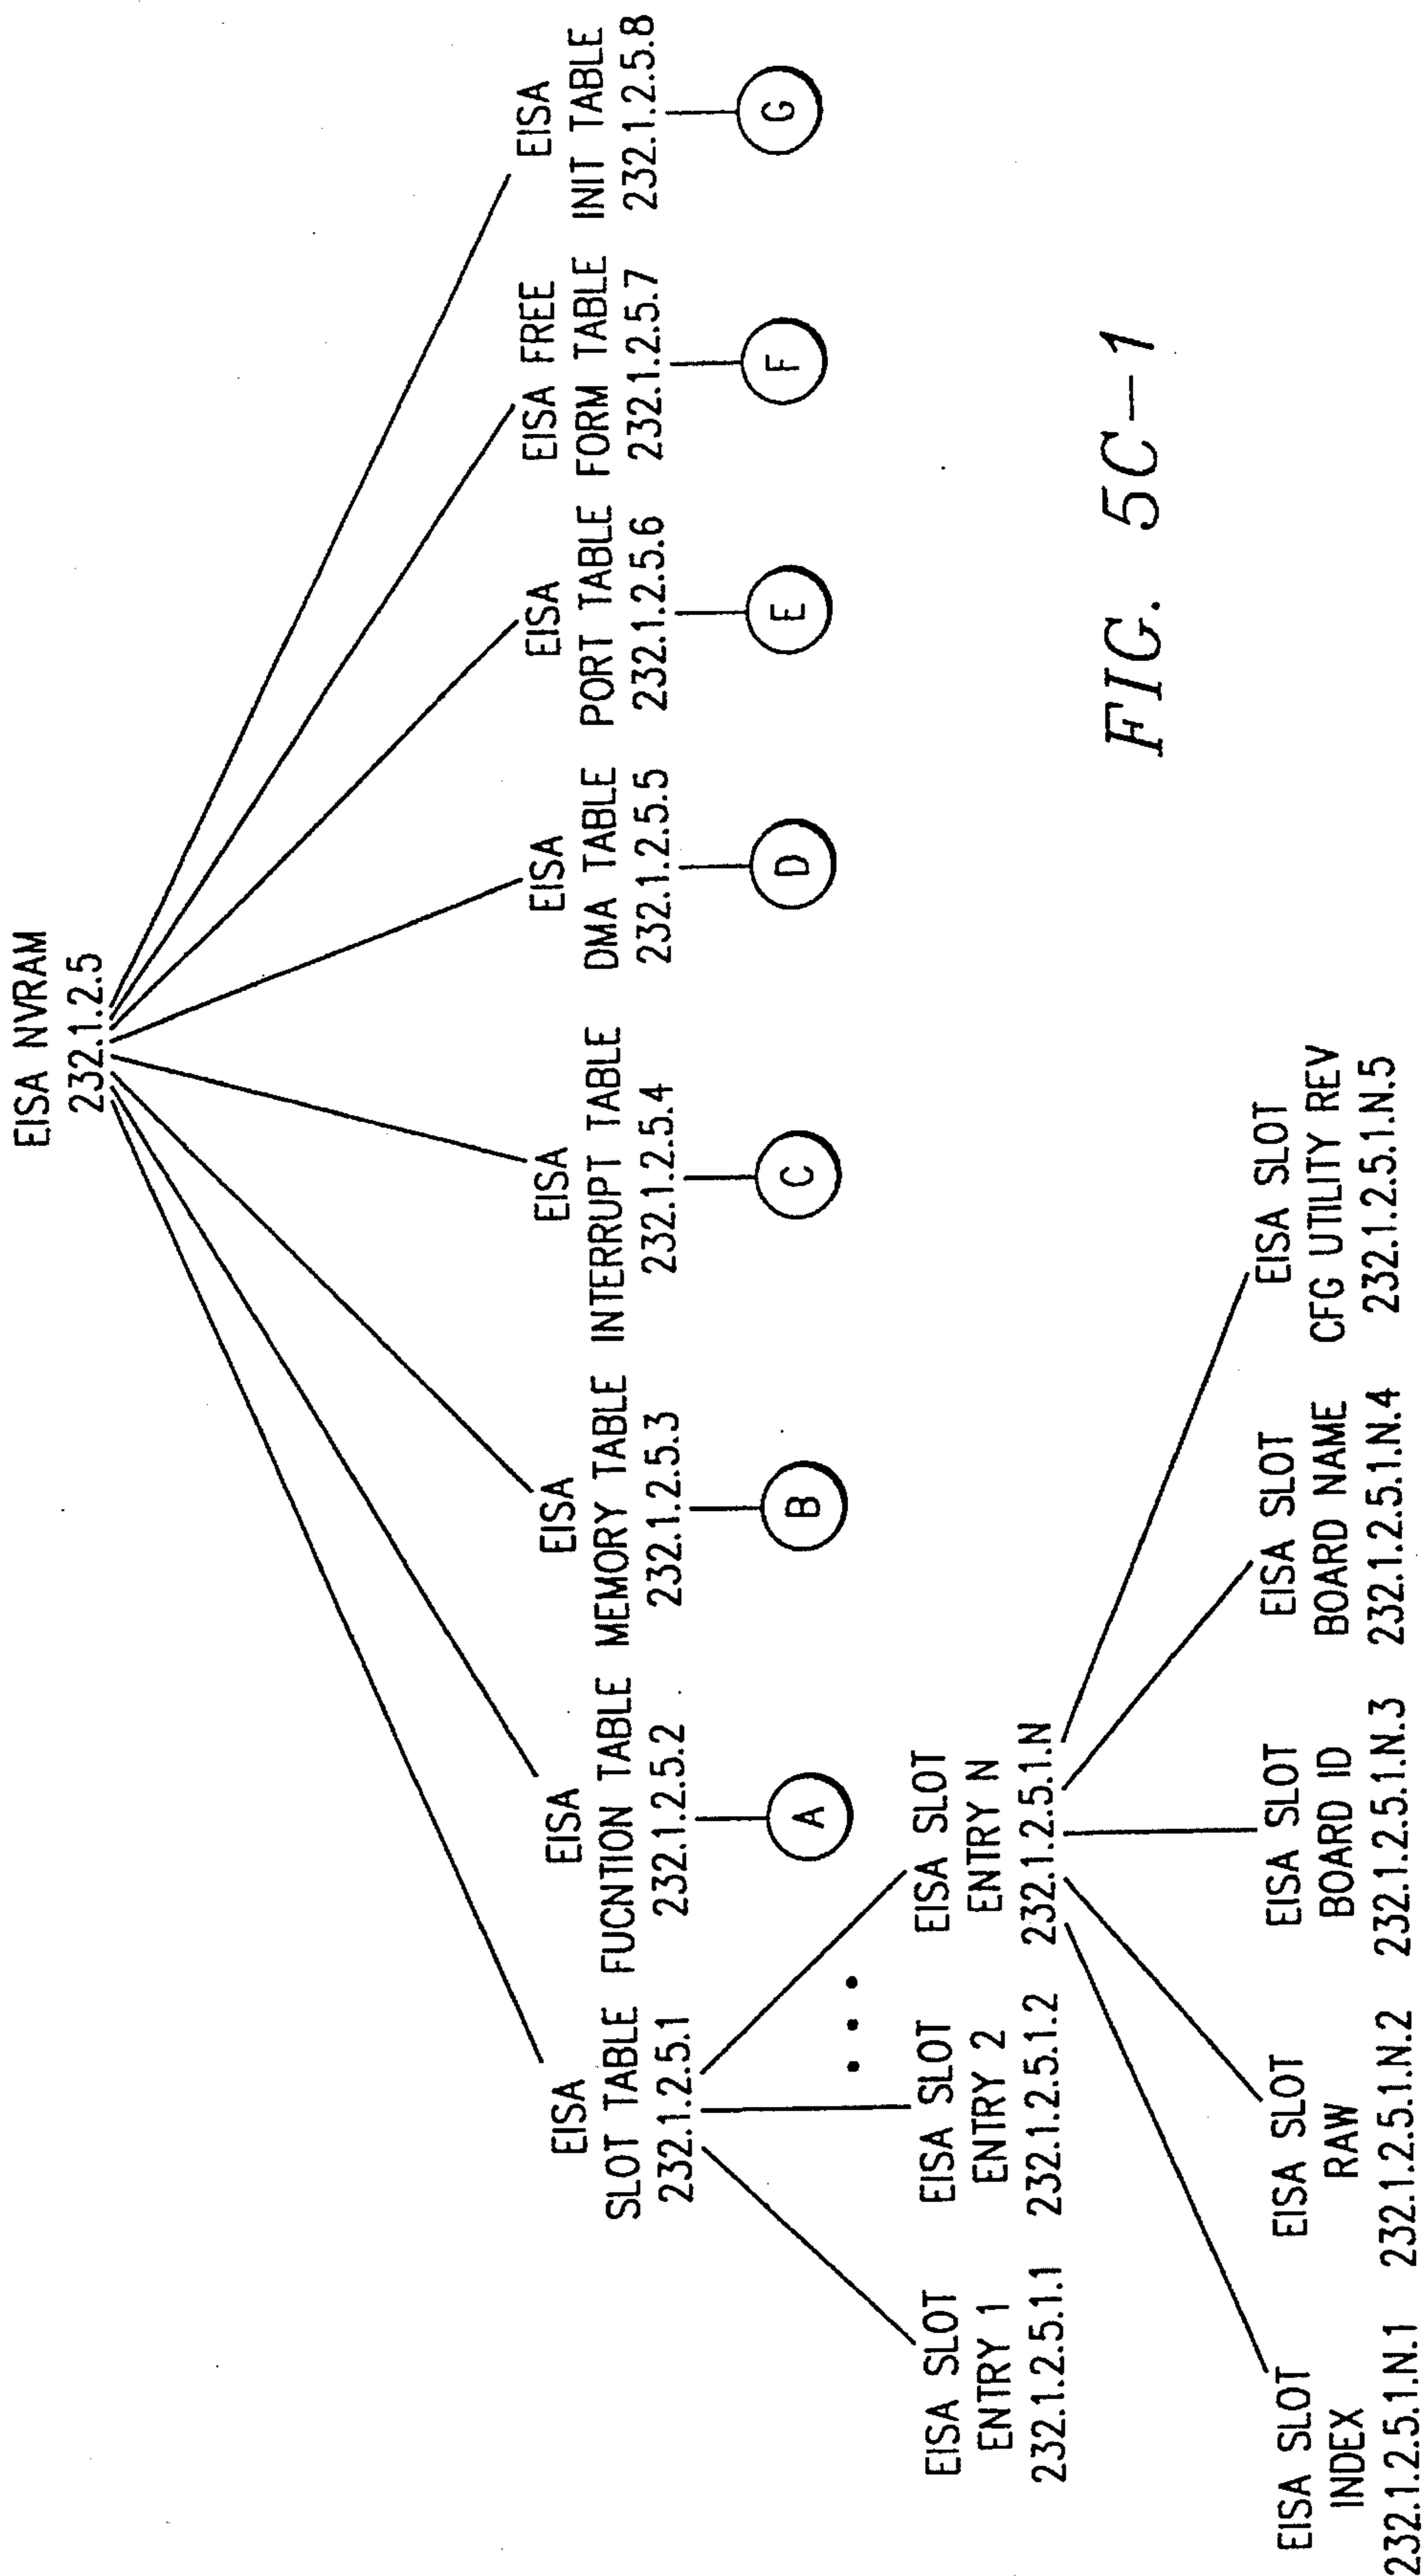 EISA NVRAM
232.1.2.5
EISA
SLOT TABLE
232.1.2.5.1
EISA
FUCNTION TABLE
232.1.2.5.2
EISA
MEMORY TABLE
232.1.2.5.3
EISA
INTERRUPT TABLE
232.1.2.5.4
EISA
DMA TABLE
232.1.2.5.5
EISA
PORT TABLE
232.1.2.5.6
EISA FREE
FORM TABLE
232.1.2.5.7
EISA
INIT TABLE
232.1.2.5.8
A
B
C
D
E
F
G
EISA SLOT
ENTRY 1
232.1.2.5.1.1
EISA SLOT
ENTRY 2
232.1.2.5.1.2
• • •
EISA SLOT
ENTRY N
232.1.2.5.1.N
EISA SLOT
INDEX
232.1.2.5.1.N.1
EISA SLOT
RAW
232.1.2.5.1.N.2
EISA SLOT
BOARD ID
232.1.2.5.1.N.3
EISA SLOT
BOARD NAME
232.1.2.5.1.N.4
EISA SLOT
CFG UTILITY REV
232.1.2.5.1.N.5
FIG. 5C-1